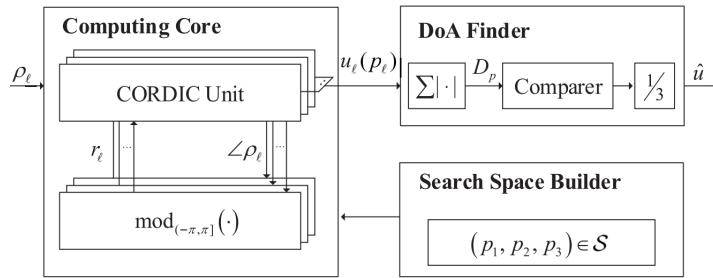 Computing Core
ρ_ℓ
CORDIC Unit
r_ℓ
...
∠ρ_ℓ
...
mod_(−π,π](·)
u_ℓ(p_ℓ)
DoA Finder
∑|·|
D_p
Comparer
1/3
û
Search Space Builder
(p_1, p_2, p_3) ∈ 𝒮